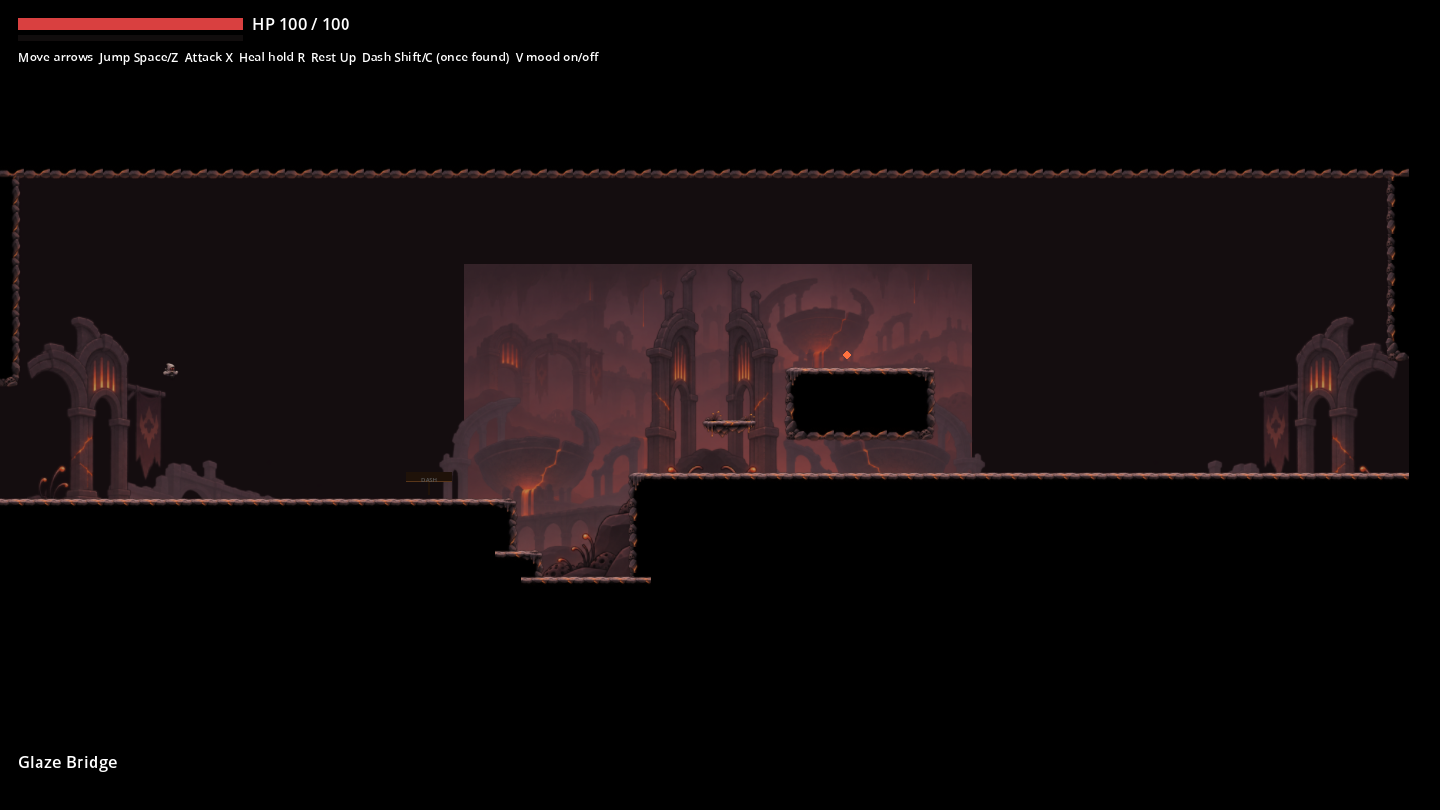 HP 100 / 100
Move arrows  Jump Space/Z  Attack X  Heal hold R  Rest Up  Dash Shift/C (once found)  V mood on/off
DASH
Glaze Bridge